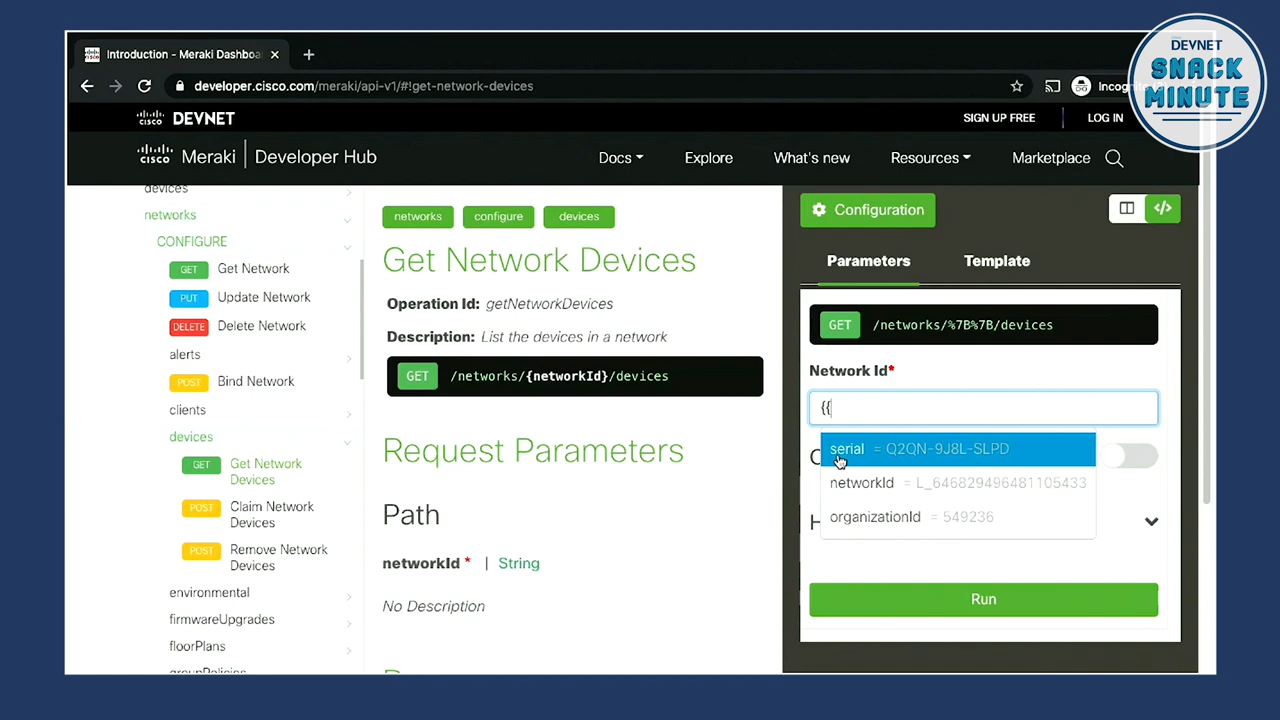 DEVNET
SNACK
MINUTE
Introduction - Meraki Dashboa
developer.cisco.com/meraki/api-v1/#!get-network-devices
CISCO DEVNET
SIGN UP FREE
LOG IN
CISCO Meraki Developer Hub
Docs
Explore
What's new
Resources
Marketplace
devices
networks
CONFIGURE
GET Get Network
PUT Update Network
DELETE Delete Network
alerts
POST Bind Network
clients
devices
GET Get Network
Devices
POST Claim Network
Devices
POST Remove Network
Devices
environmental
firmwareUpgrades
floorPlans
groupPolicies
networks
configure
devices
Get Network Devices
Operation Id: getNetworkDevices
Description: List the devices in a network
GET /networks/{networkId}/devices
Request Parameters
Path
networkId * | String
No Description
Configuration
</>
Parameters
Template
GET /networks/%7B%7B/devices
Network Id*
{{
serial = Q2QN-9J8L-SLPD
networkId = L_646829496481105433
organizationId = 549236
Run